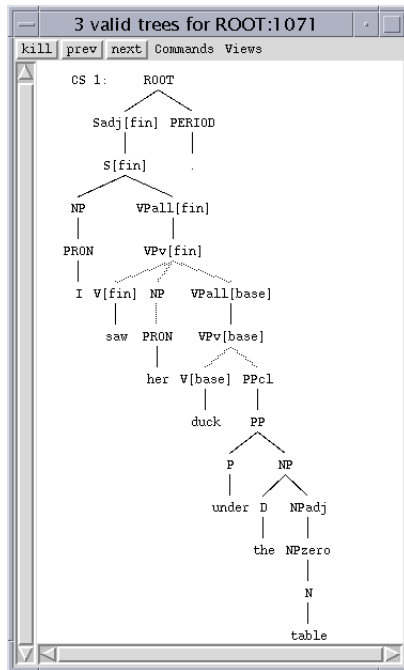 3 valid trees for ROOT:1071
kill prev next Commands Views
CS 1: ROOT
Sadj[fin] PERIOD
S[fin] .
NP VPall[fin]
PRON VPv[fin]
I V[fin] NP VPall[base]
saw PRON VPv[base]
her V[base] PPcl
duck PP
P NP
under D NPadj
the NPzero
N
table